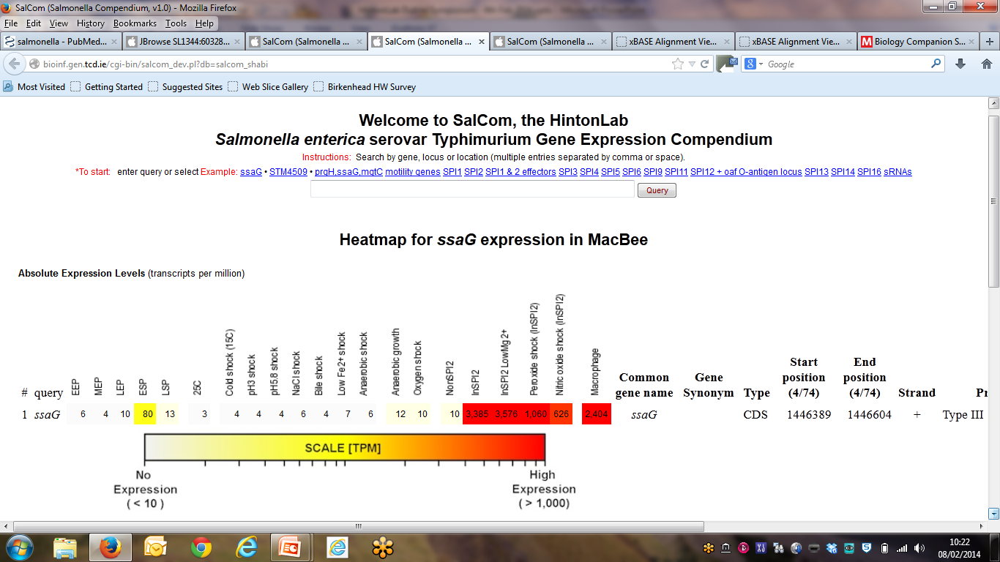 SalCom (Salmonella Compendium, v1.0) - Mozilla Firefox
File Edit View History Bookmarks Tools Help
salmonella - PubMed...
JBrowse SL1344:60328...
SalCom (Salmonella ...
SalCom (Salmonella ...
SalCom (Salmonella ...
xBASE Alignment Vie...
xBASE Alignment Vie...
Biology Companion S...
bioinf.gen.tcd.ie/cgi-bin/salcom_dev.pl?db=salcom_shabi
Google
Most Visited Getting Started Suggested Sites Web Slice Gallery Birkenhead HW Survey
Welcome to SalCom, the HintonLab
Salmonella enterica serovar Typhimurium Gene Expression Compendium
Instructions: Search by gene, locus or location (multiple entries separated by comma or space).
*To start: enter query or select Example: ssaG • STM4509 • prgH,ssaG,mgtC motility genes SPI1 SPI2 SPI1 & 2 effectors SPI3 SPI4 SPI5 SPI6 SPI9 SPI11 SPI12 + oaf O-antigen locus SPI13 SPI14 SPI16 sRNAs
Query
Heatmap for ssaG expression in MacBee
Absolute Expression Levels (transcripts per million)
# query EEP MEP LEP ESP LSP 25C Cold shock (15C) pH3 shock pH5.8 shock NaCl shock Bile shock Low Fe2+ shock Anaerobic shock Anaerobic growth Oxygen shock NonSPI2 InSPI2 InSPI2 LowMg2+ Peroxide shock (InSPI2) Nitric oxide shock (InSPI2) Macrophage Common gene name Gene Synonym Type Start position (4/74) End position (4/74) Strand Pr
1 ssaG 6 4 10 80 13 3 4 4 4 6 4 7 6 12 10 10 3,385 3,576 1,060 626 2,404 ssaG CDS 1446389 1446604 + Type III
SCALE [TPM]
No Expression ( < 10 )
High Expression ( > 1,000)
10:22
08/02/2014